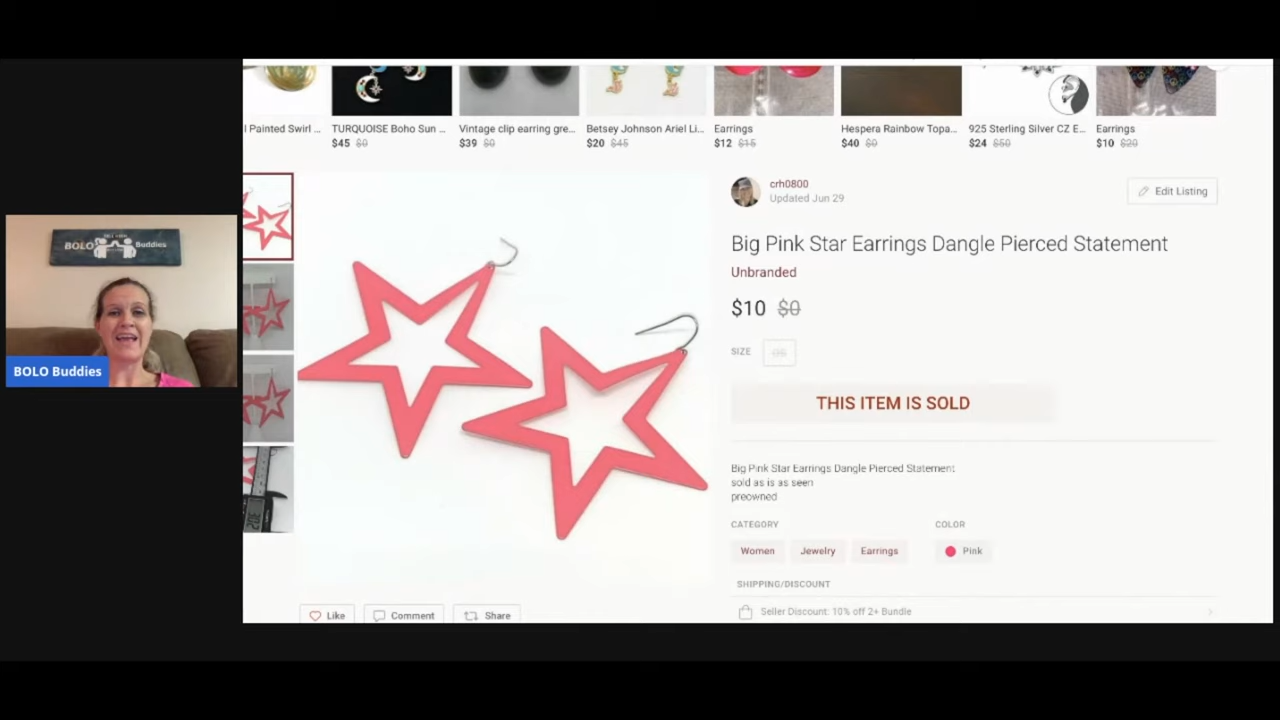 l Painted Swirl ...
TURQUOISE Boho Sun ...
$45 $0
Vintage clip earring gre...
$39 $0
Betsey Johnson Ariel Li...
$20 $45
Earrings
$12 $15
Hespera Rainbow Topa...
$40 $0
925 Sterling Silver CZ E...
$24 $50
Earrings
$10 $20
crh0800
Updated Jun 29
Edit Listing
Big Pink Star Earrings Dangle Pierced Statement
Unbranded
$10 $0
SIZE OS
THIS ITEM IS SOLD
Big Pink Star Earrings Dangle Pierced Statement
sold as is as seen
preowned
CATEGORY
Women Jewelry Earrings
COLOR
Pink
SHIPPING/DISCOUNT
Seller Discount: 10% off 2+ Bundle
Like Comment Share
BOLO Buddies
BOLO Buddies